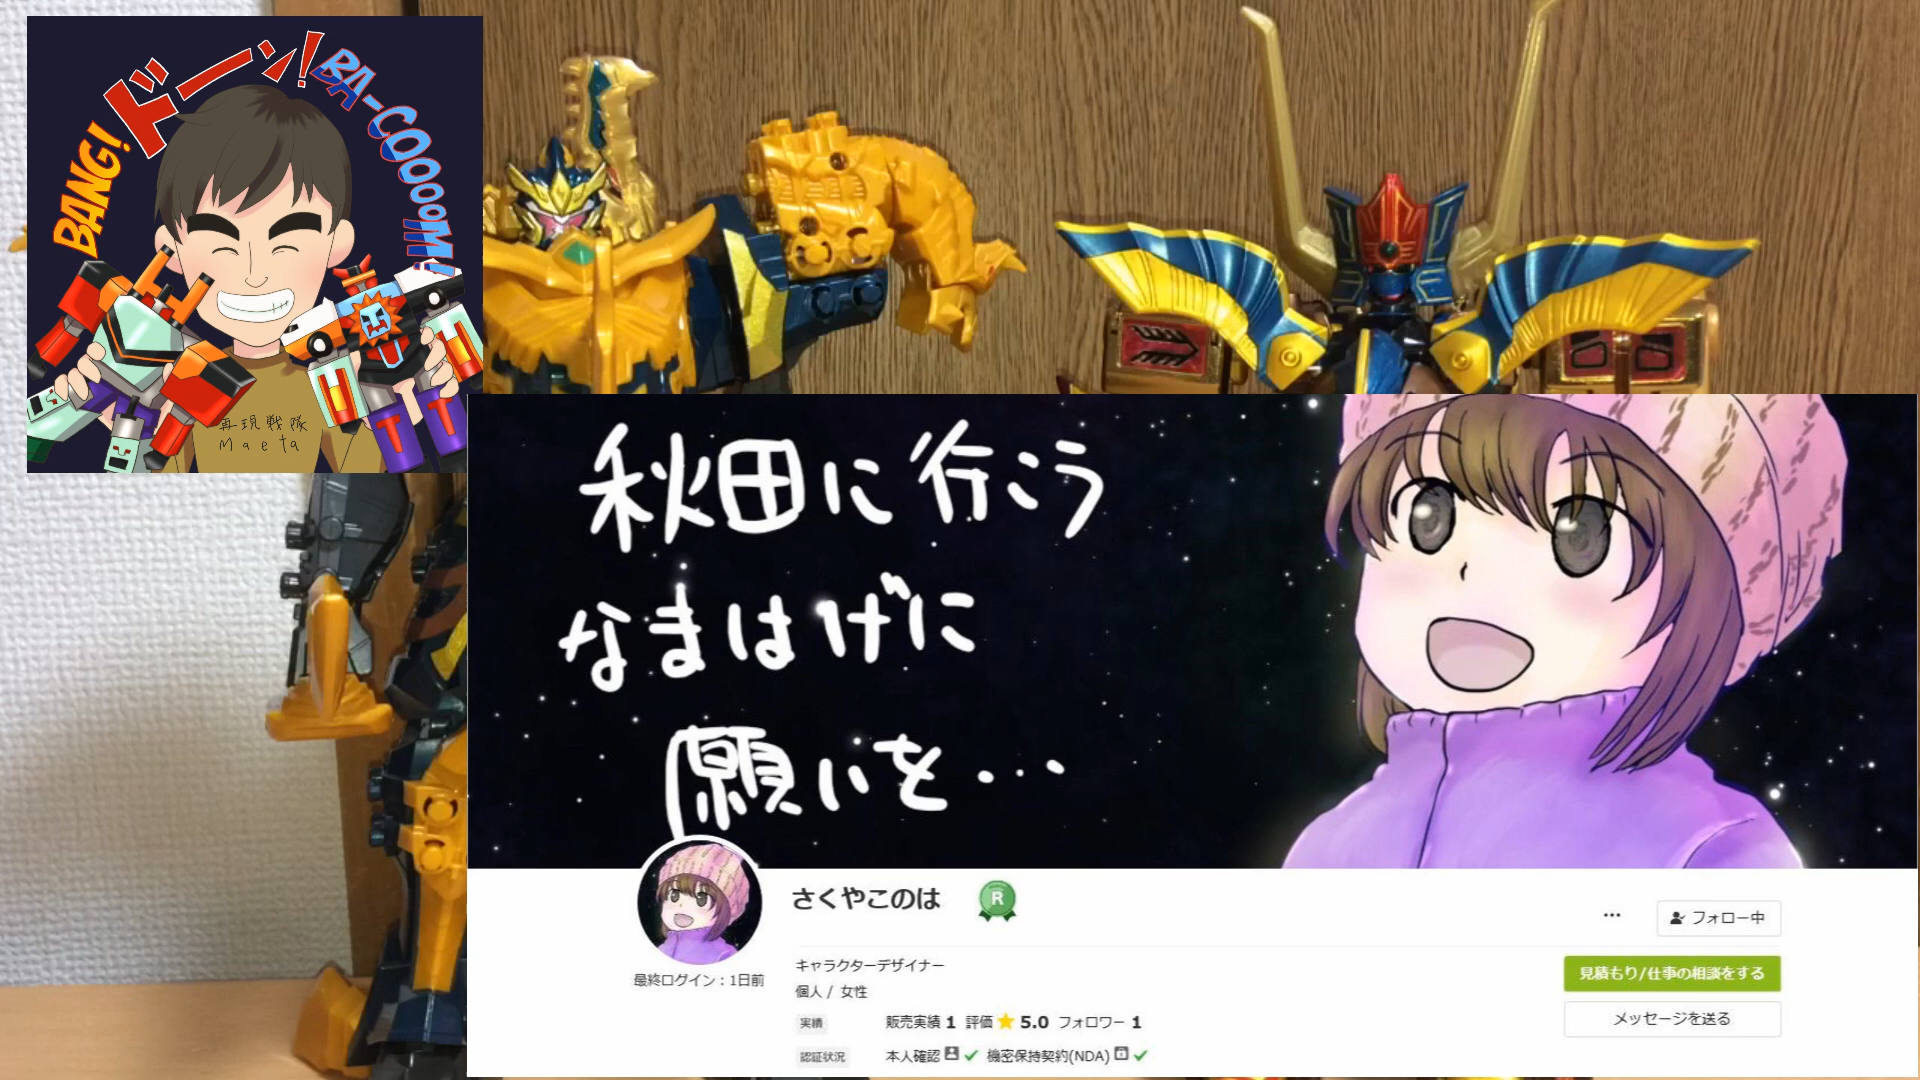 BANG!
ドーン!
BA-COOOOM!
再現戦隊
Maeta
T T
秋田に行こう
なまはげに
願いを…
さくやこのは
R
… フォロー中
最終ログイン：1日前
キャラクターデザイナー
個人 / 女性
見積もり/仕事の相談をする
実績 販売実績 1 評価 5.0 フォロワー 1
メッセージを送る
認証状況 本人確認 機密保持契約(NDA)